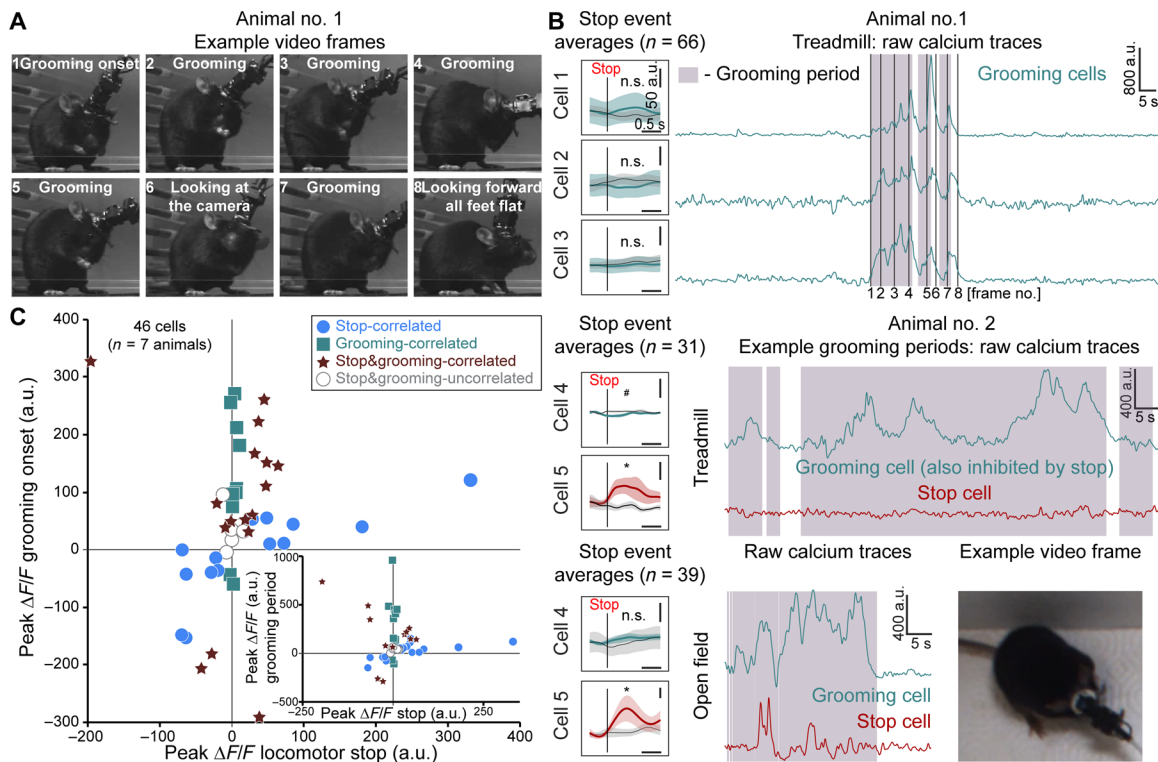 A
Animal no. 1
Example video frames
1 Grooming onset
2 Grooming
3 Grooming
4 Grooming
5 Grooming
6 Looking at
the camera
7 Grooming
8 Looking forward
all feet flat
B
Stop event
averages (n = 66)
Animal no.1
Treadmill: raw calcium traces
Cell 1
Stop
n.s.
50 a.u.
0.5 s
Cell 2
n.s.
Cell 3
n.s.
- Grooming period
Grooming cells
800 a.u.
5 s
1 2 3 4 5 6 7 8 [frame no.]
Stop event
averages (n = 31)
Animal no. 2
Example grooming periods: raw calcium traces
Cell 4
Stop
#
Cell 5
*
Treadmill
400 a.u.
5 s
Grooming cell (also inhibited by stop)
Stop cell
Stop event
averages (n = 39)
Raw calcium traces
Example video frame
Cell 4
Stop
n.s.
Cell 5
*
Open field
400 a.u.
5 s
Grooming cell
Stop cell
C
46 cells
(n = 7 animals)
Stop-correlated
Grooming-correlated
Stop&grooming-correlated
Stop&grooming-uncorrelated
Peak ΔF/F grooming onset (a.u.)
400
300
200
100
0
−100
−200
−300
−200
−100
0
100
200
300
400
Peak ΔF/F locomotor stop (a.u.)
Peak ΔF/F (a.u.)
grooming period
1000
500
0
−500
−250
250
Peak ΔF/F stop (a.u.)